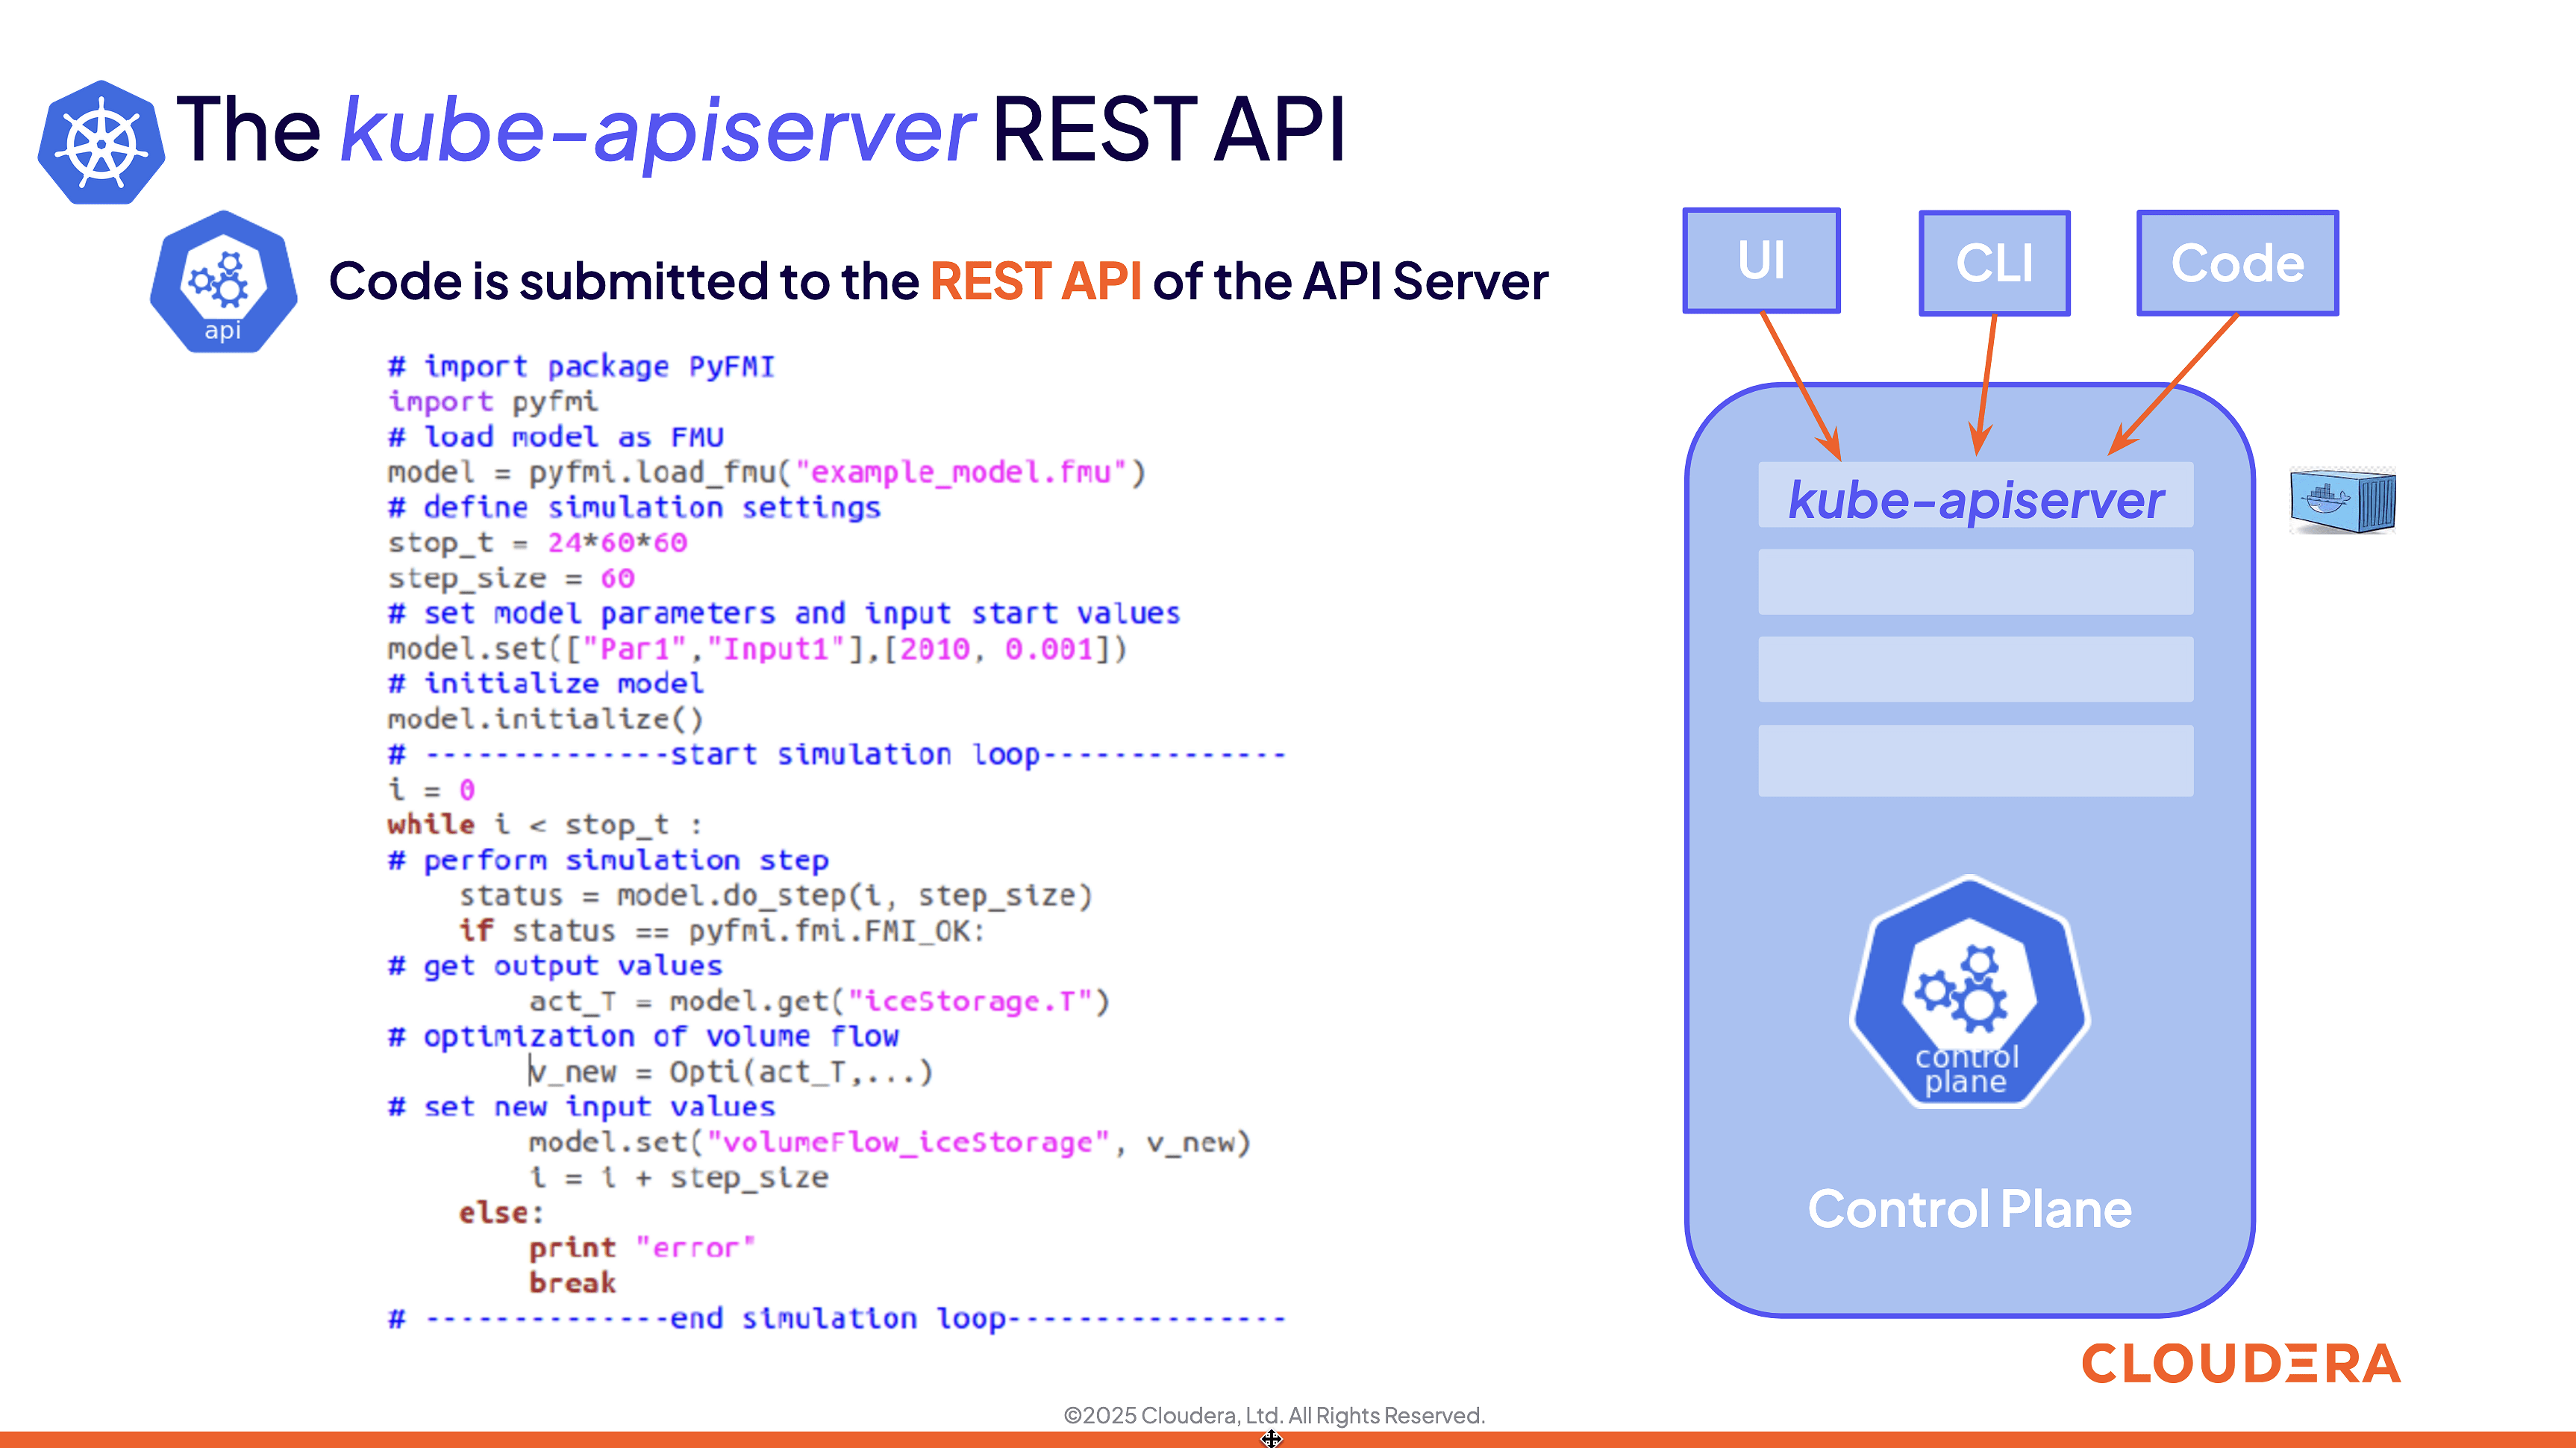 The kube-apiserver REST API
api
Code is submitted to the REST API of the API Server
# import package PyFMI
import pyfmi
# load model as FMU
model = pyfmi.load_fmu("example_model.fmu")
# define simulation settings
stop_t = 24*60*60
step_size = 60
# set model parameters and input start values
model.set(["Par1","Input1"],[2010, 0.001])
# initialize model
model.initialize()
# --------------start simulation loop--------------
i = 0
while i < stop_t :
# perform simulation step
    status = model.do_step(i, step_size)
    if status == pyfmi.fmi.FMI_OK:
# get output values
        act_T = model.get("iceStorage.T")
# optimization of volume flow
        v_new = Opti(act_T,...)
# set new input values
        model.set("volumeFlow_iceStorage", v_new)
        i = i + step_size
    else:
        print "error"
        break
# --------------end simulation loop----------------
UI
CLI
Code
kube-apiserver
control
plane
Control Plane
CLOUDERA
©2025 Cloudera, Ltd. All Rights Reserved.